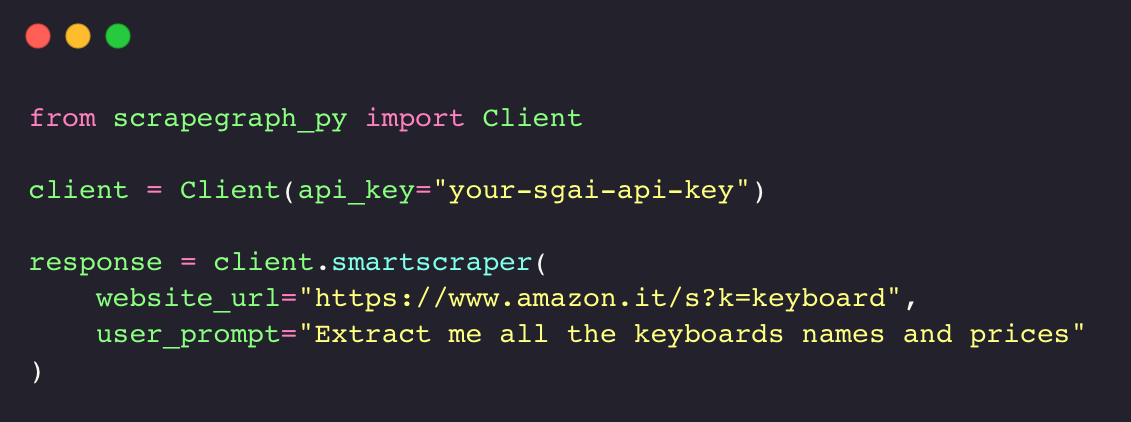 from scrapegraph_py import Client
client = Client(api_key="your-sgai-api-key")
response = client.smartscraper(
    website_url="https://www.amazon.it/s?k=keyboard",
    user_prompt="Extract me all the keyboards names and prices"
)